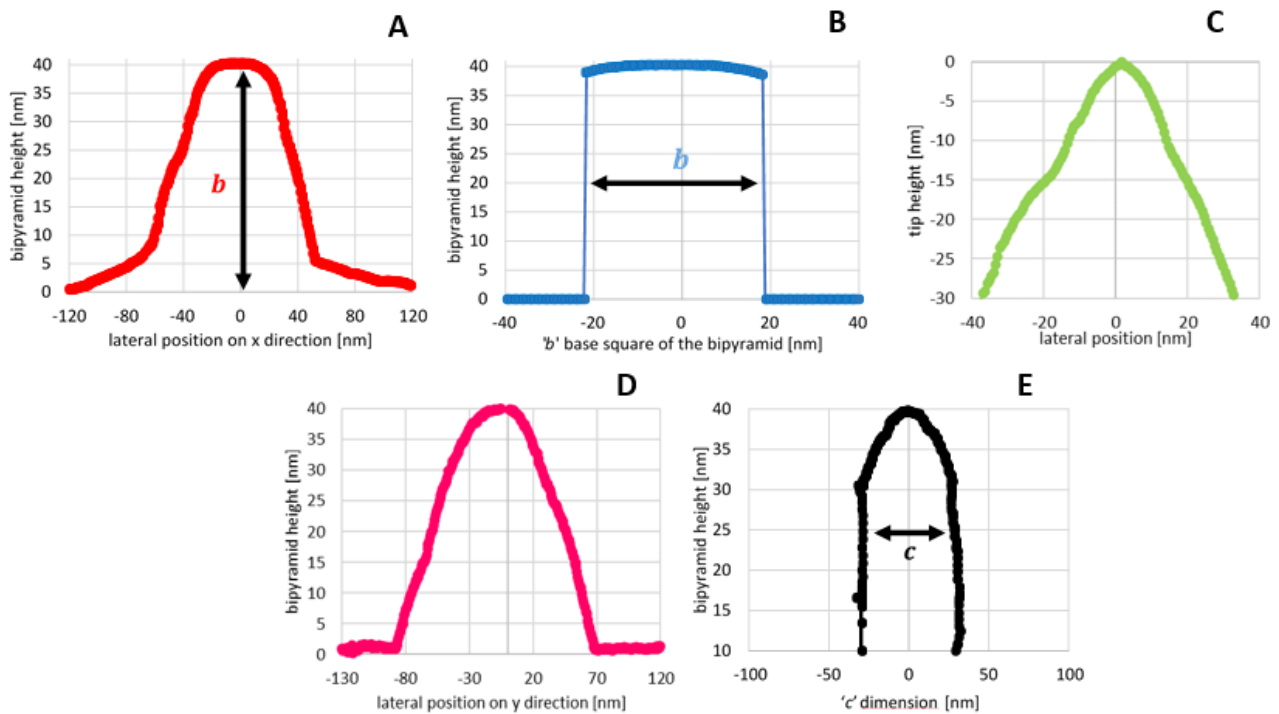 A
bipyramid height [nm]
40
35
30
25
20
15
10
5
0
b
-120 -80 -40 0 40 80 120
lateral position on x direction [nm]
B
bipyramid height [nm]
40
35
30
25
20
15
10
5
0
b
-40 -20 0 20 40
'b' base square of the bipyramid [nm]
C
tip height [nm]
0
-5
-10
-15
-20
-25
-30
-40 -20 0 20 40
lateral position [nm]
D
bipyramid height [nm]
40
35
30
25
20
15
10
5
0
-130 -80 -30 20 70 120
lateral position on y direction [nm]
E
bipyramid height [nm]
40
35
30
25
20
15
10
c
-100 -50 0 50 100
'c' dimension [nm]